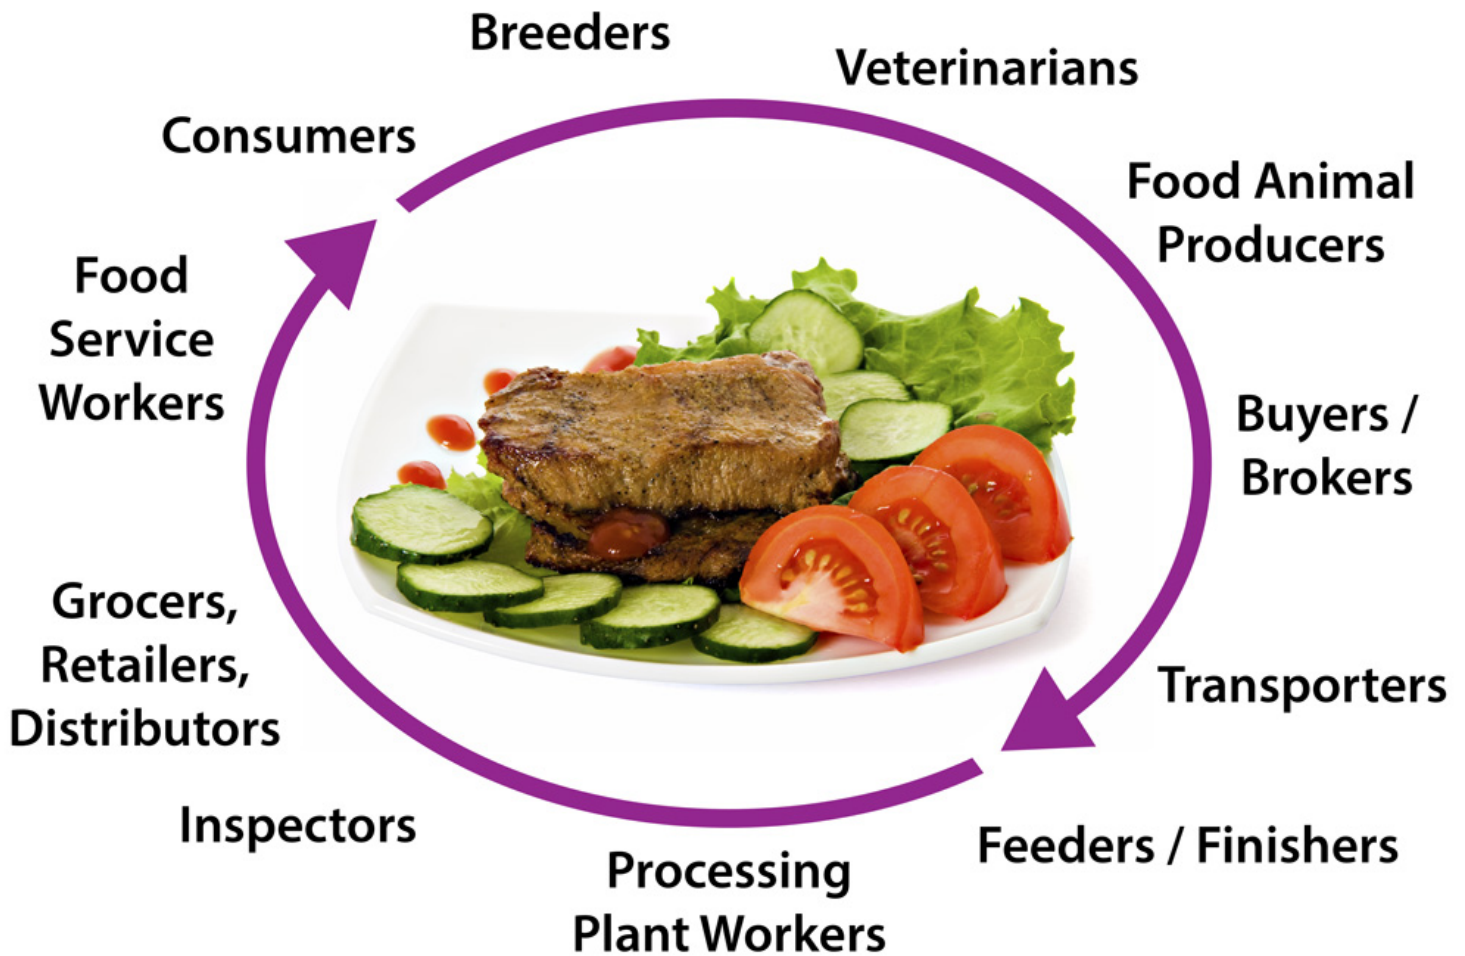 Breeders
Veterinarians
Food Animal
Producers
Buyers /
Brokers
Transporters
Feeders / Finishers
Processing
Plant Workers
Inspectors
Grocers,
Retailers,
Distributors
Food
Service
Workers
Consumers